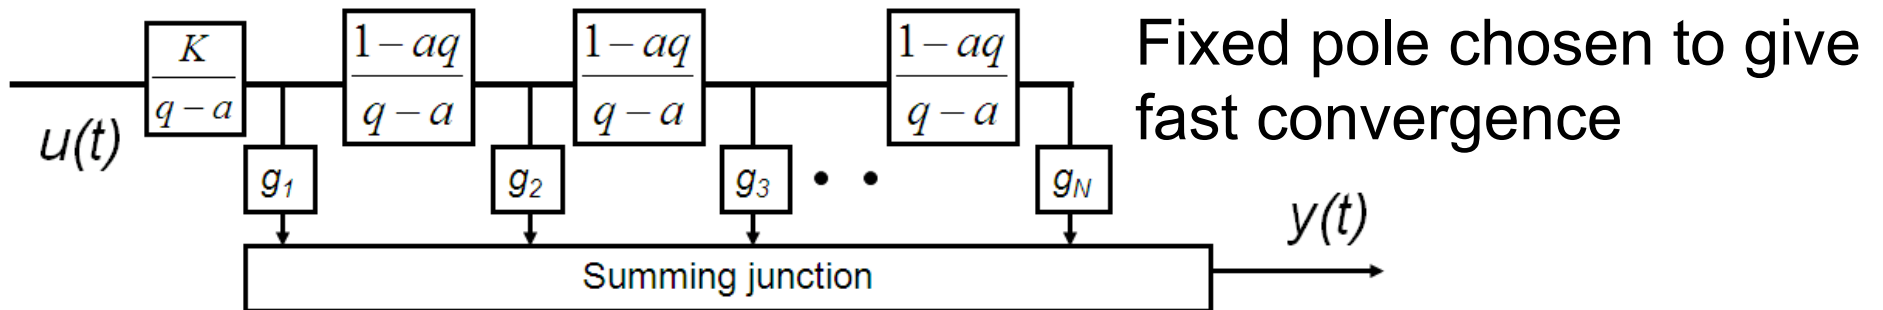 K
q − a
1 − aq
q − a
1 − aq
q − a
1 − aq
q − a
Fixed pole chosen to give
fast convergence
u(t)
g1
g2
g3
gN
y(t)
Summing junction